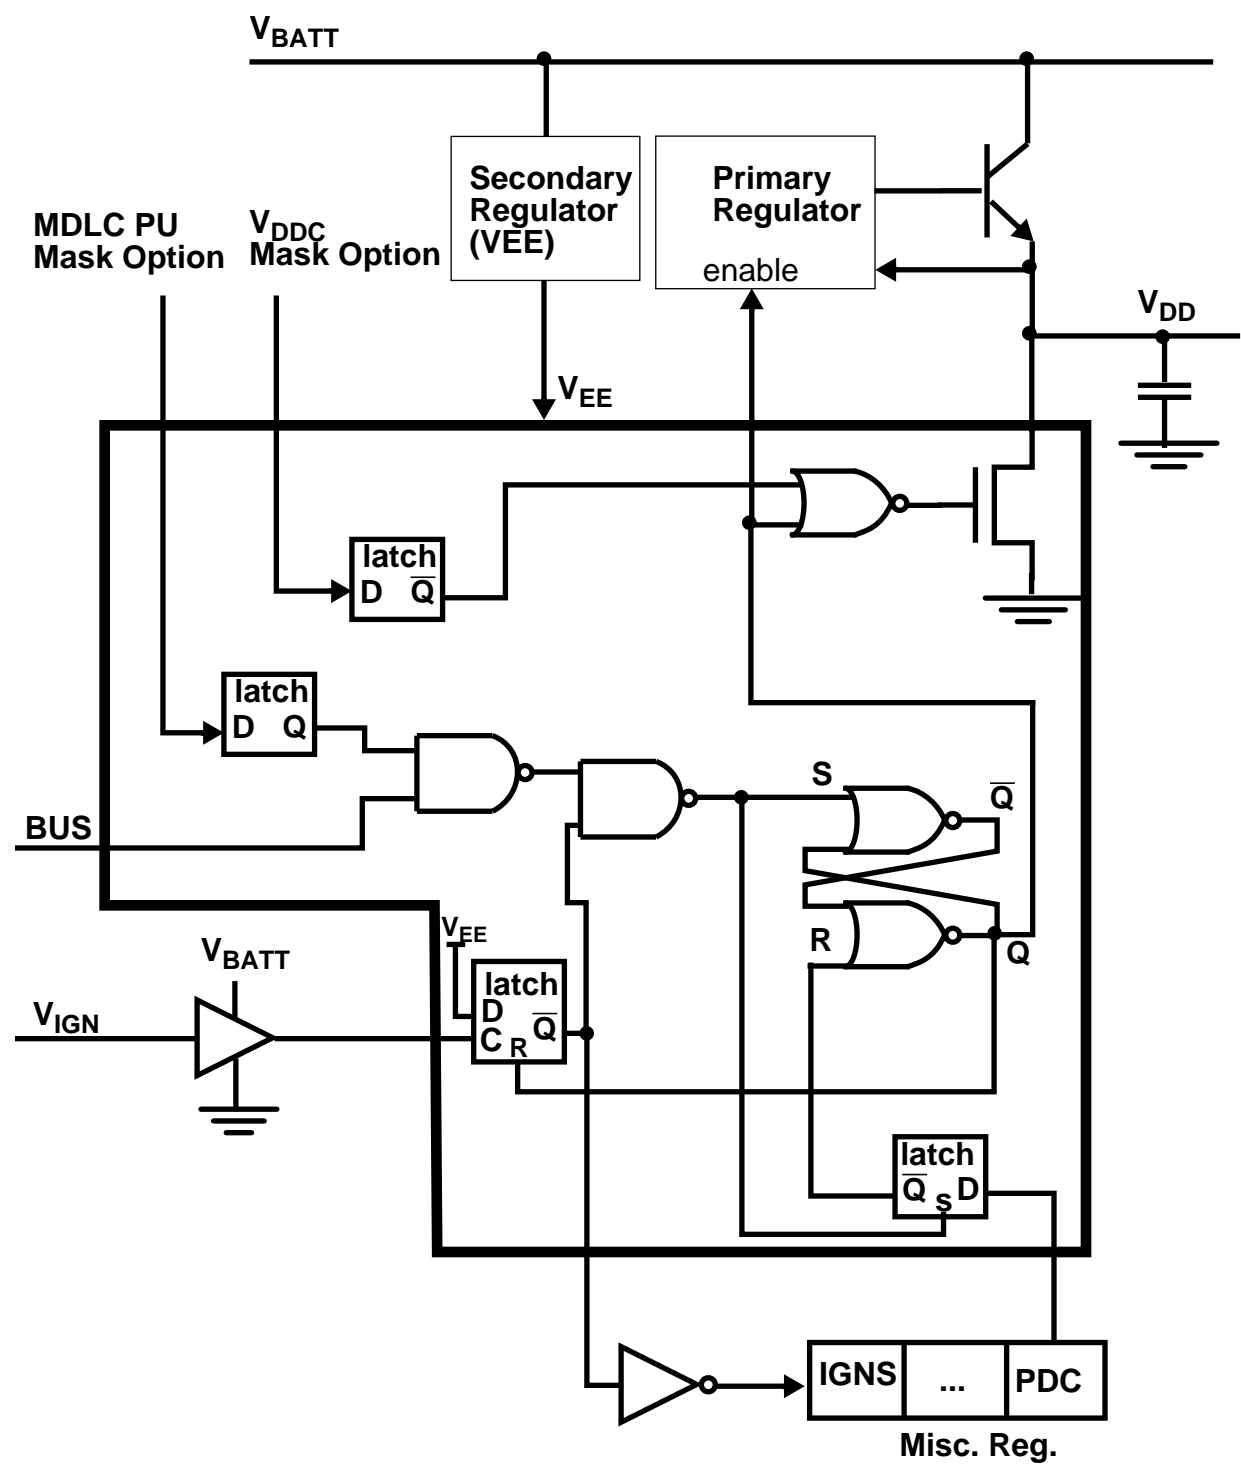 VBATT
Secondary
Regulator
(VEE)
Primary
Regulator
enable
MDLC PU
Mask Option
VDDC
Mask Option
VDD
VEE
latch
D Q̅
latch
D Q
S
Q̅
BUS
R
Q
VEE
VBATT
latch
D
VIGN
C R Q̅
latch
Q̅ S D
IGNS ... PDC
Misc. Reg.